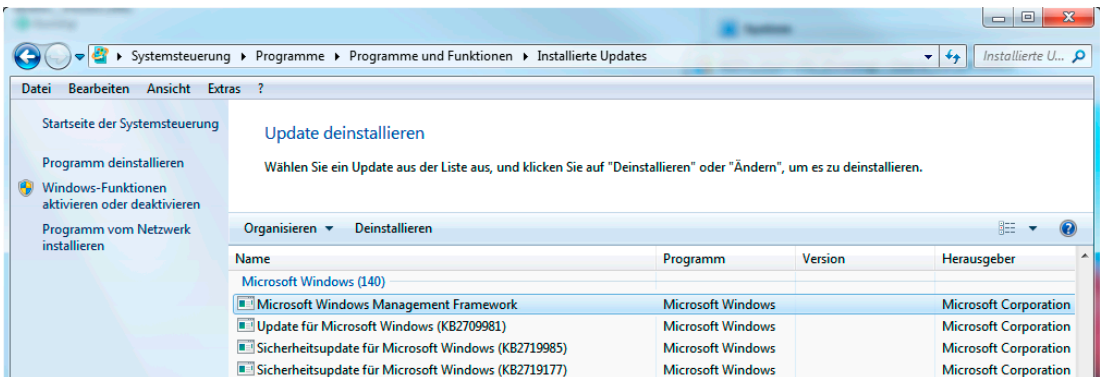 Systemsteuerung Programme Programme und Funktionen Installierte Updates
Installierte U...
Datei Bearbeiten Ansicht Extras ?
Startseite der Systemsteuerung
Programm deinstallieren
Windows-Funktionen
aktivieren oder deaktivieren
Programm vom Netzwerk
installieren
Update deinstallieren
Wählen Sie ein Update aus der Liste aus, und klicken Sie auf "Deinstallieren" oder "Ändern", um es zu deinstallieren.
Organisieren Deinstallieren
Name Programm Version Herausgeber
Microsoft Windows (140)
Microsoft Windows Management Framework Microsoft Windows Microsoft Corporation
Update für Microsoft Windows (KB2709981) Microsoft Windows Microsoft Corporation
Sicherheitsupdate für Microsoft Windows (KB2719985) Microsoft Windows Microsoft Corporation
Sicherheitsupdate für Microsoft Windows (KB2719177) Microsoft Windows Microsoft Corporation